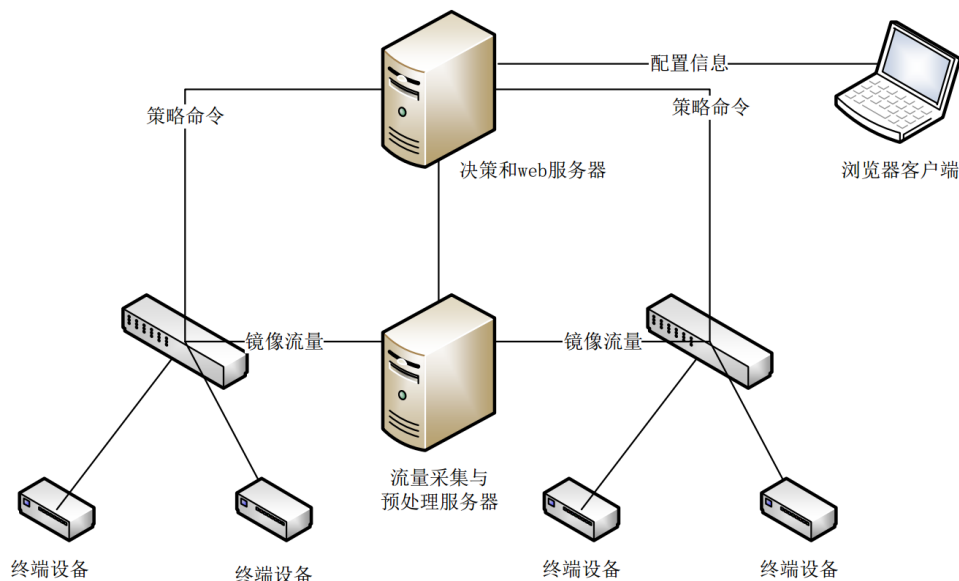 配置信息
策略命令
策略命令
决策和web服务器
浏览器客户端
镜像流量
镜像流量
流量采集与
预处理服务器
终端设备
终端设备
终端设备
终端设备